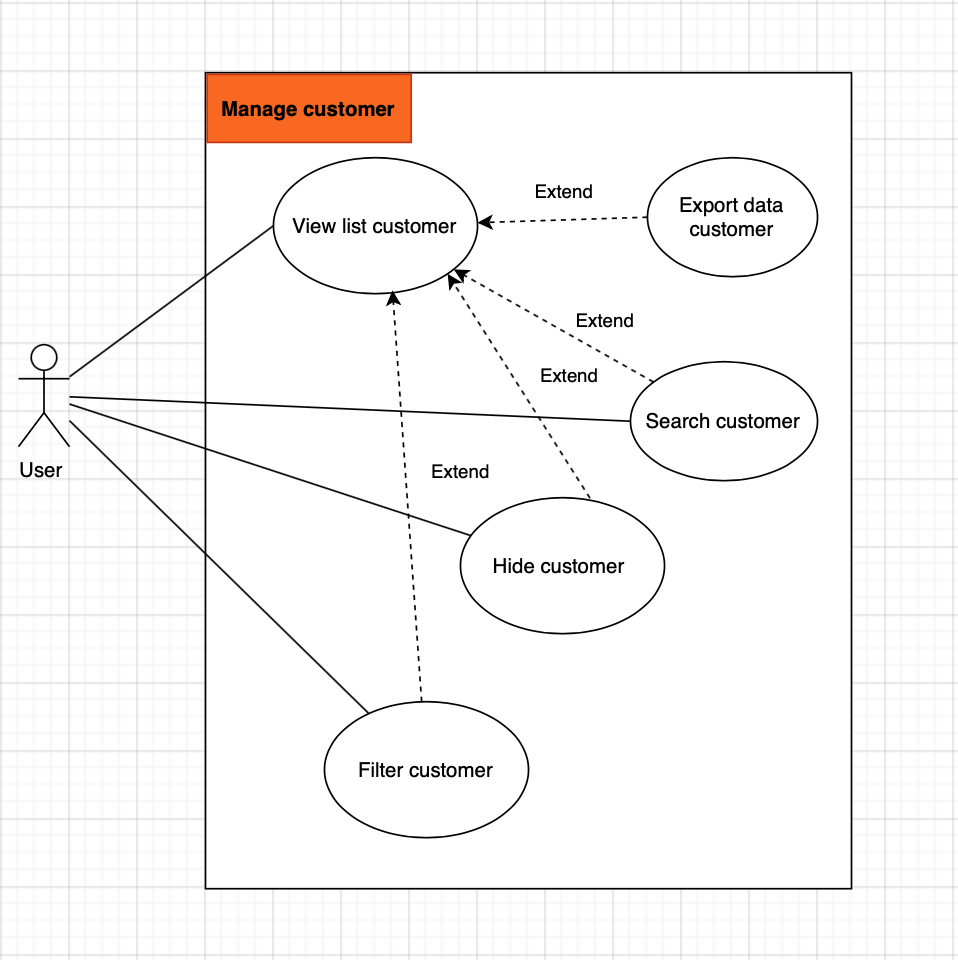 Manage customer
View list customer
Extend
Export data
customer
Extend
Extend
Search customer
User
Extend
Hide customer
Filter customer